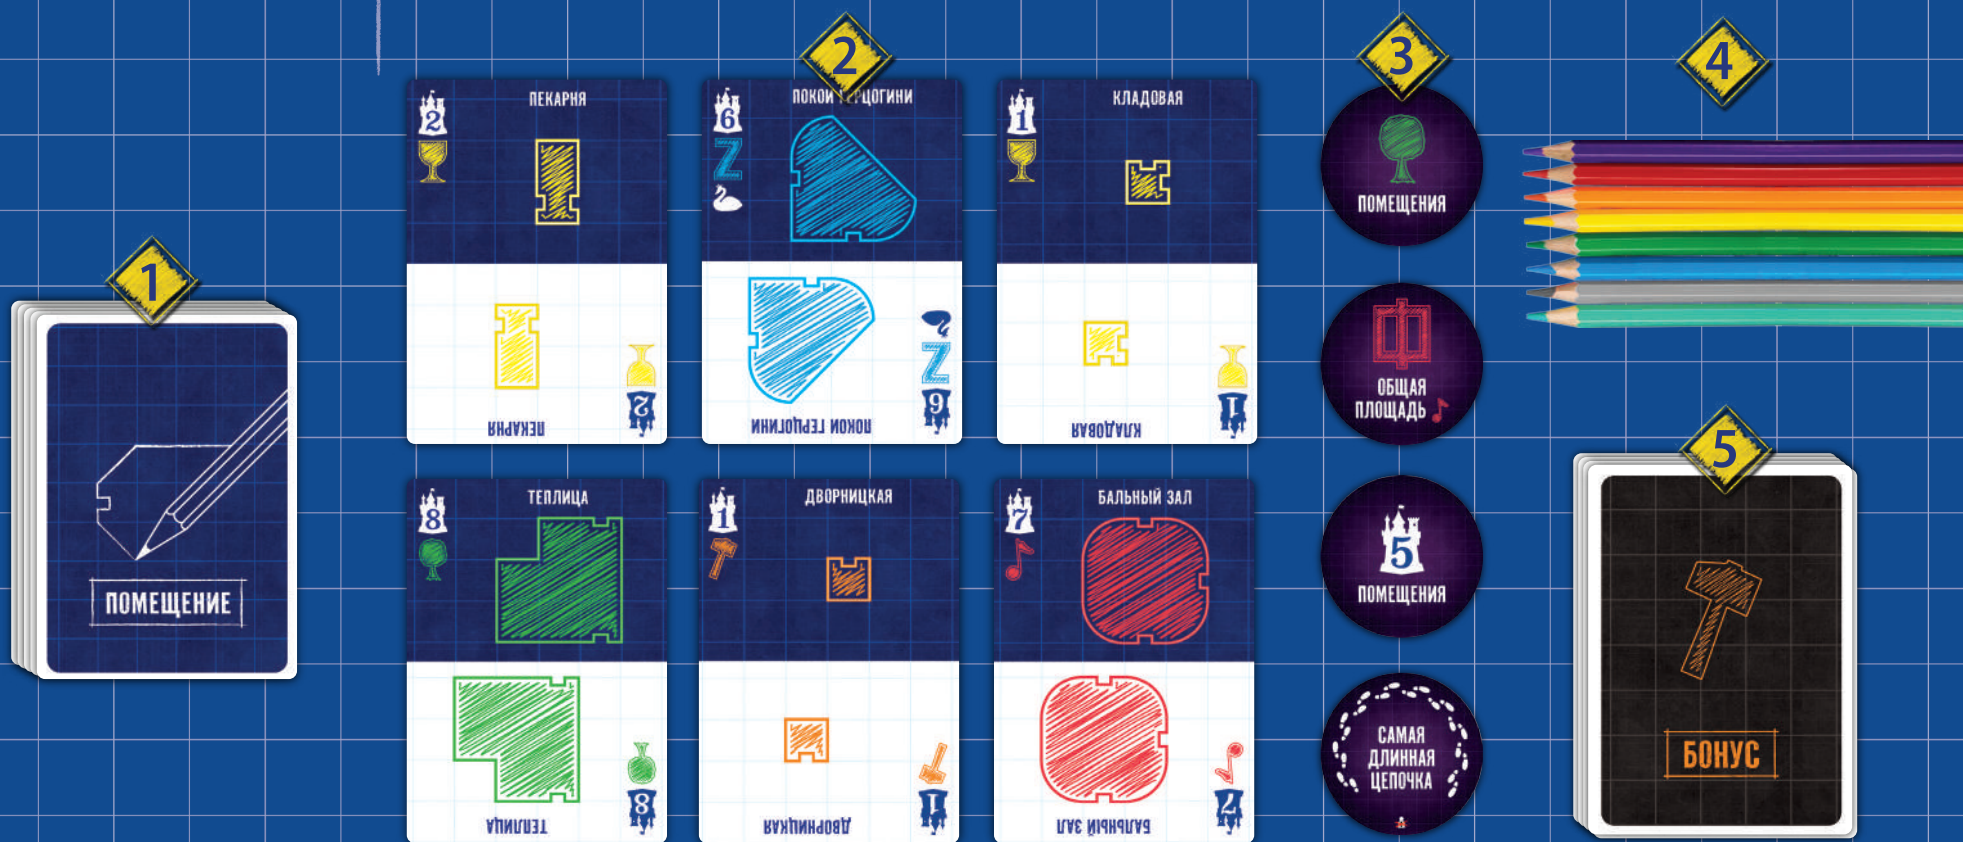 1
ПОМЕЩЕНИЕ
2
2
ПЕКАРНЯ
2
ПЕКАРНЯ
6
ПОКОИ ГЕРЦОГИНИ
Z
Z
6
ПОКОИ ГЕРЦОГИНИ
1
КЛАДОВАЯ
1
КЛАДОВАЯ
8
ТЕПЛИЦА
8
ТЕПЛИЦА
1
ДВОРНИЦКАЯ
1
ДВОРНИЦКАЯ
7
БАЛЬНЫЙ ЗАЛ
7
БАЛЬНЫЙ ЗАЛ
3
ПОМЕЩЕНИЯ
ОБЩАЯ
ПЛОЩАДЬ
5
ПОМЕЩЕНИЯ
САМАЯ
ДЛИННАЯ
ЦЕПОЧКА
4
5
БОНУС